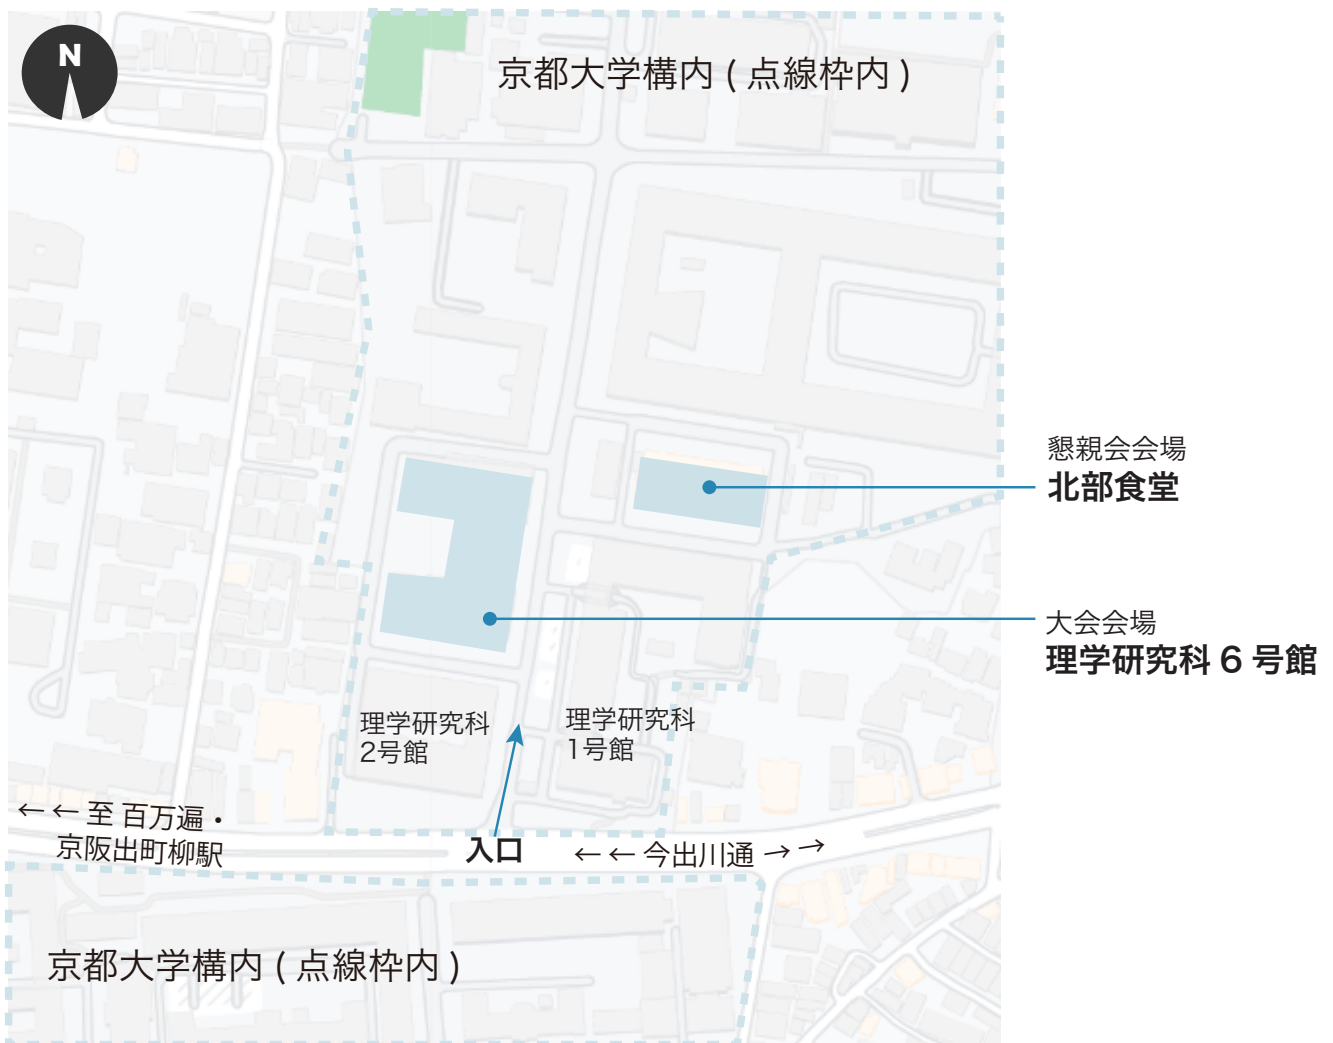 N
京都大学構内 ( 点線枠内 )
懇親会会場
北部食堂
大会会場
理学研究科 6 号館
理学研究科
2号館
理学研究科
1号館
←← 至 百万遍・
京阪出町柳駅
入口
←← 今出川通 →→
京都大学構内 ( 点線枠内 )